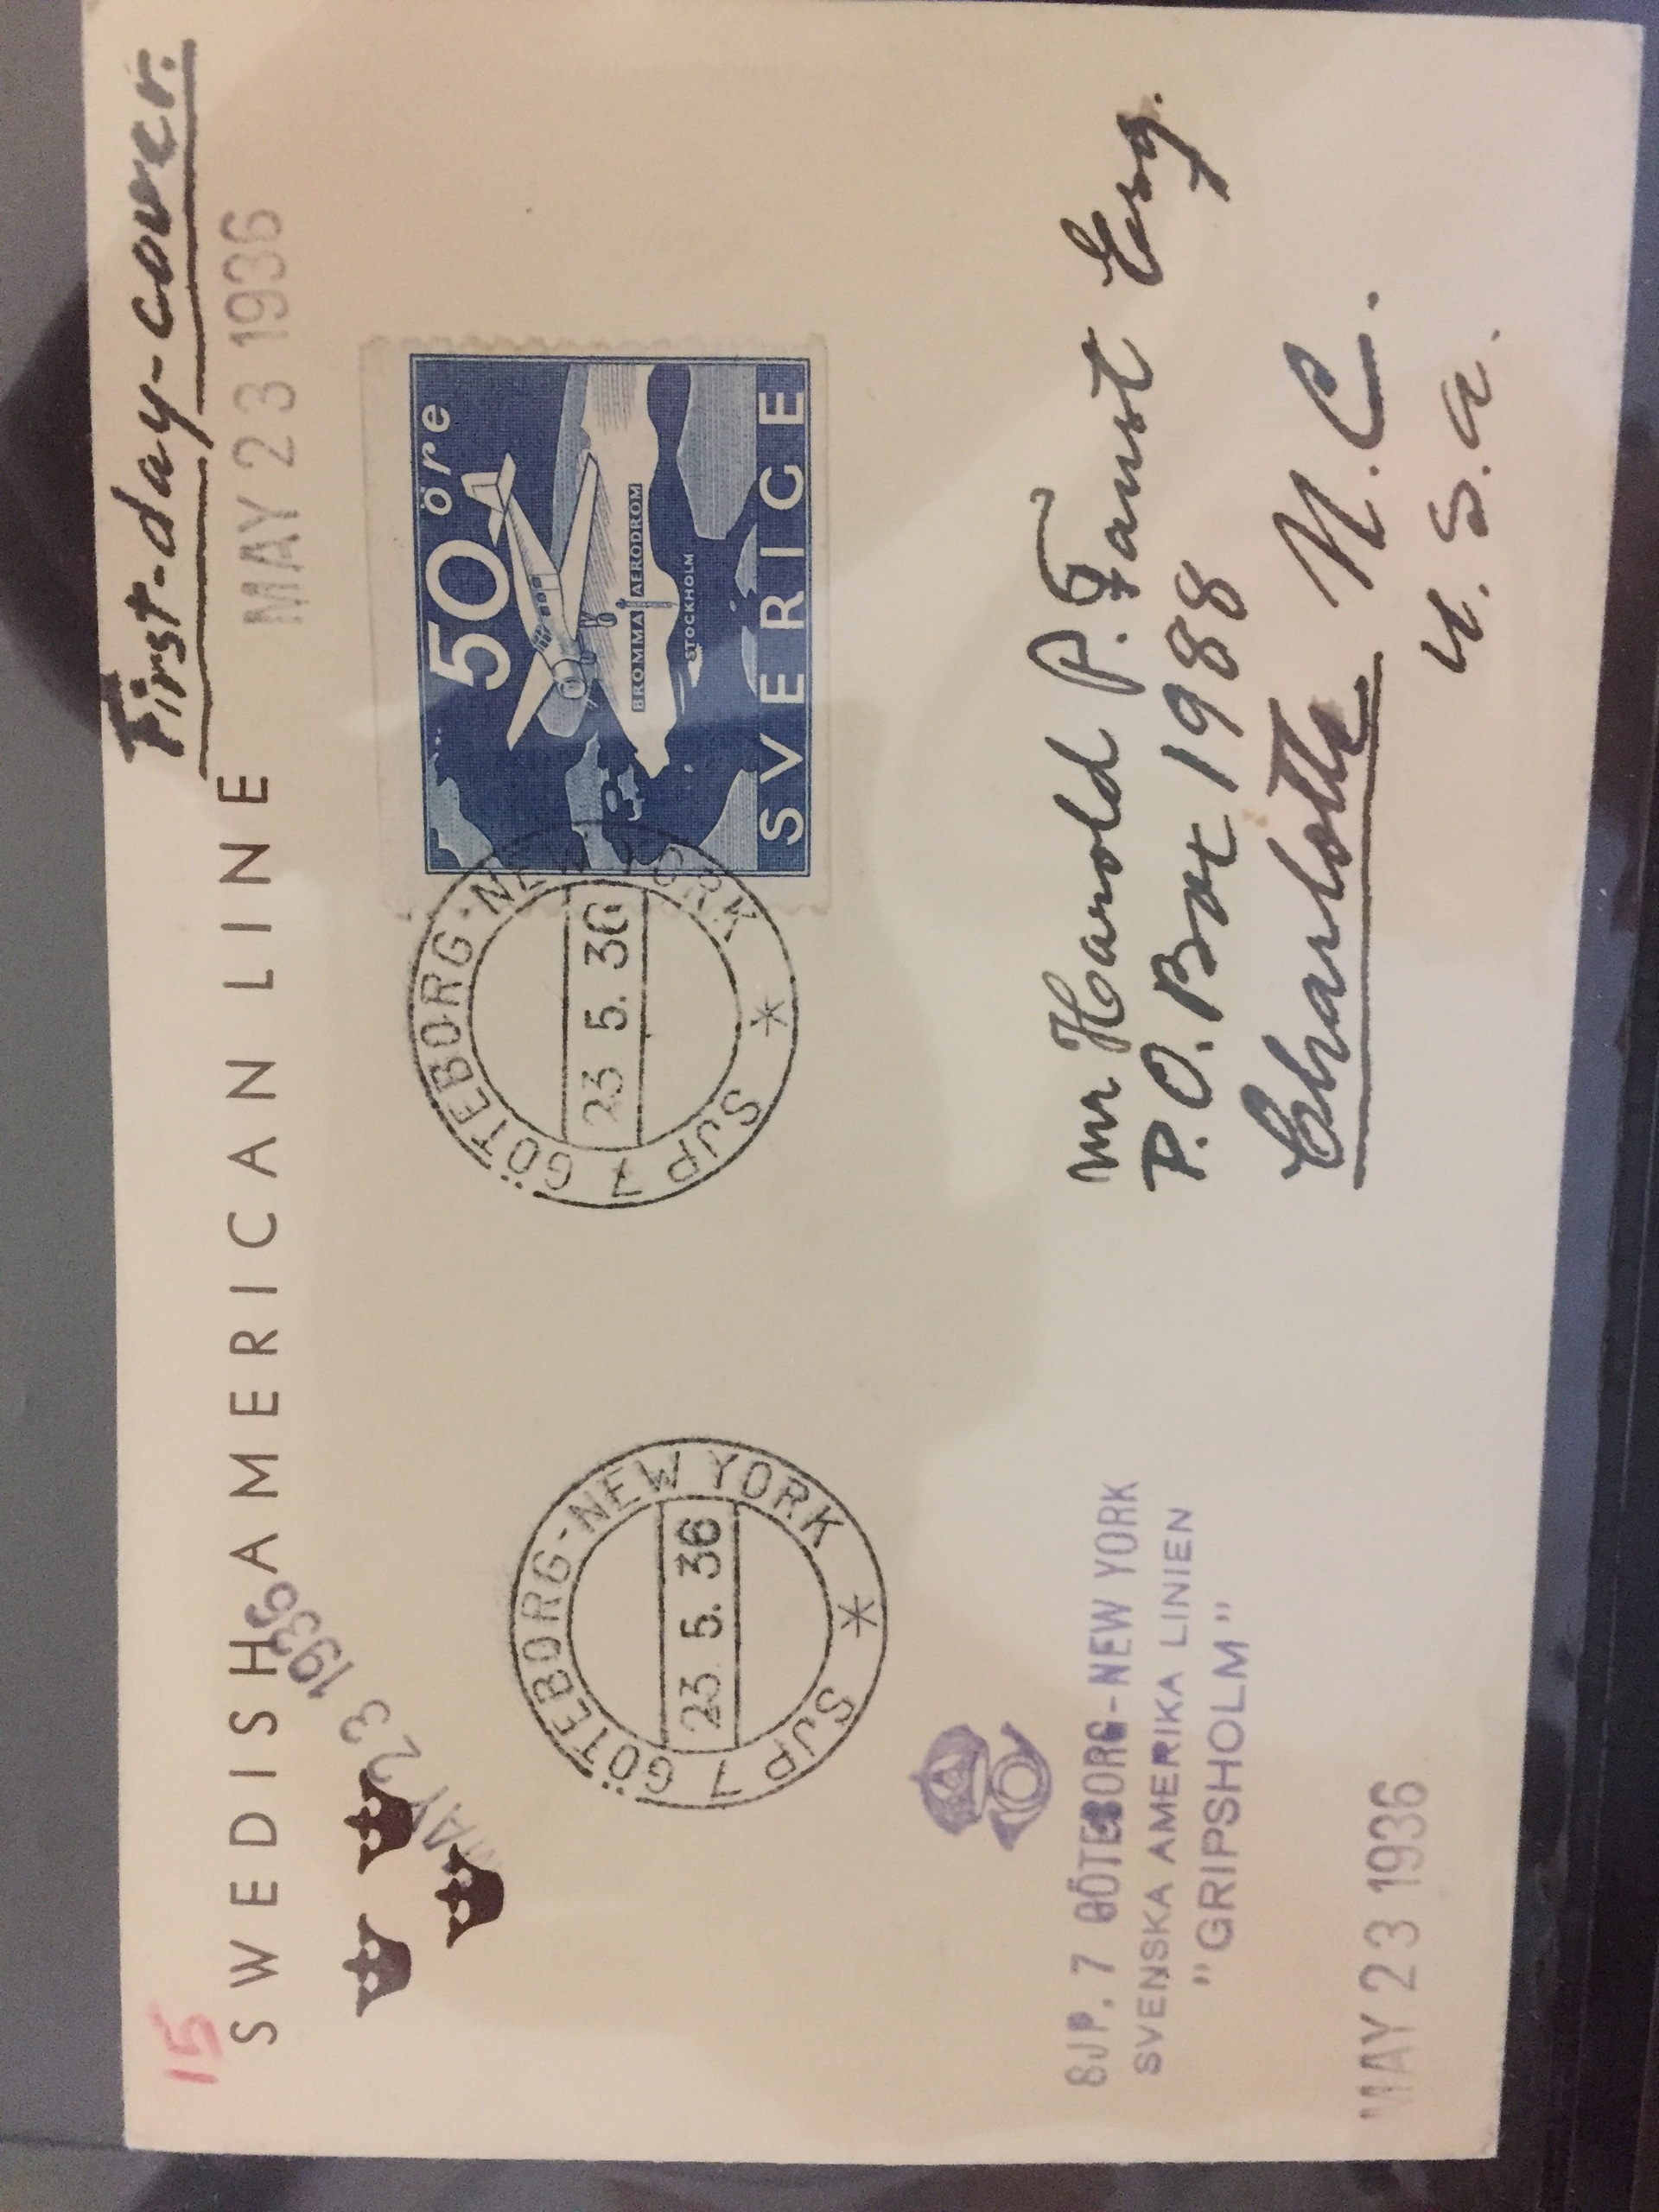 First-day-cover.
15
SWEDISH AMERICAN LINE
MAY 23 1936
MAY 23 1936
50 öre
BROMMA AERODROM
STOCKHOLM
SVERIGE
GÖTEBORG-NEW YORK
23 5. 36
SJP 7
GÖTEBORG-NEW YORK
23 5. 36
SJP 7
Mr Harold P. Faust Esq.
P.O. Box 1988
Charlotte N.C.
U.S.A.
SJP. 7 GÖTEBORG-NEW YORK
SVENSKA AMERIKA LINIEN
"GRIPSHOLM"
MAY 23 1936